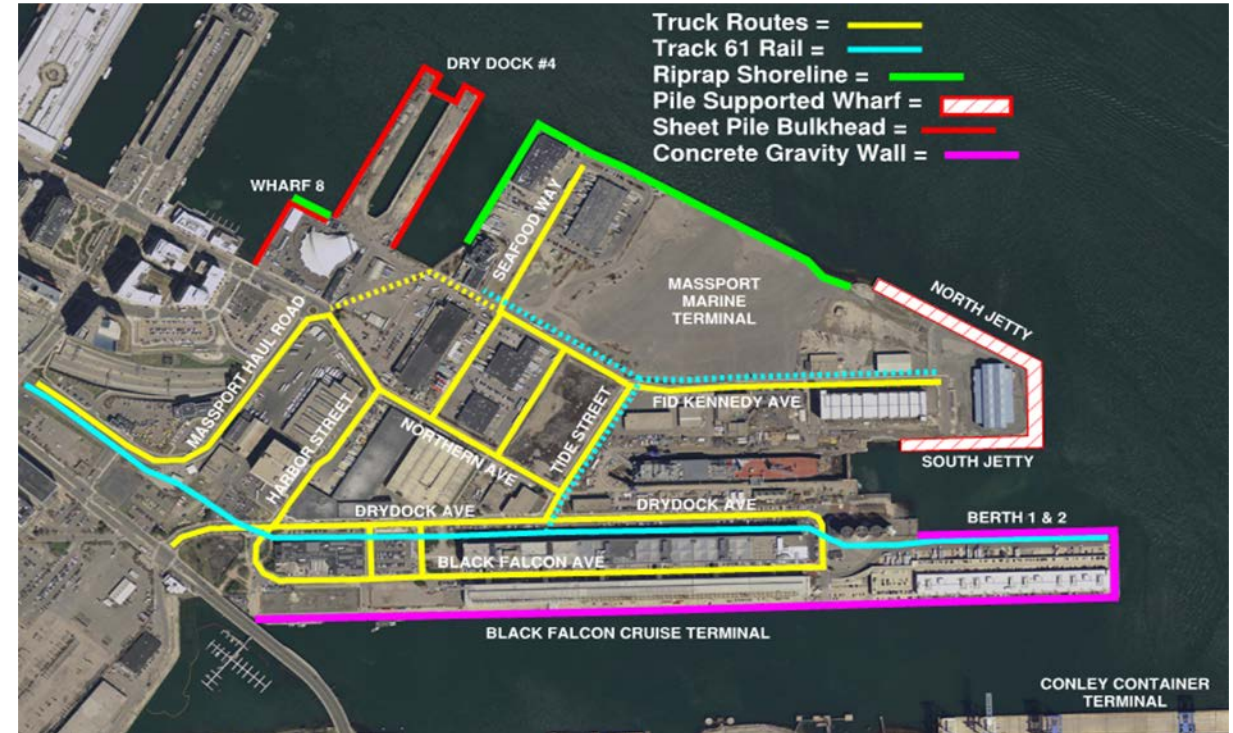 Truck Routes =
Track 61 Rail =
Riprap Shoreline =
Pile Supported Wharf =
Sheet Pile Bulkhead =
Concrete Gravity Wall =
DRY DOCK #4
WHARF 8
SEAFOOD WAY
MASSPORT
MARINE
TERMINAL
NORTH JETTY
MASSPORT HAUL ROAD
HARBOR STREET
NORTHERN AVE
TIDE STREET
FID KENNEDY AVE
SOUTH JETTY
DRYDOCK AVE
DRYDOCK AVE
BERTH 1 & 2
BLACK FALCON AVE
BLACK FALCON CRUISE TERMINAL
CONLEY CONTAINER
TERMINAL